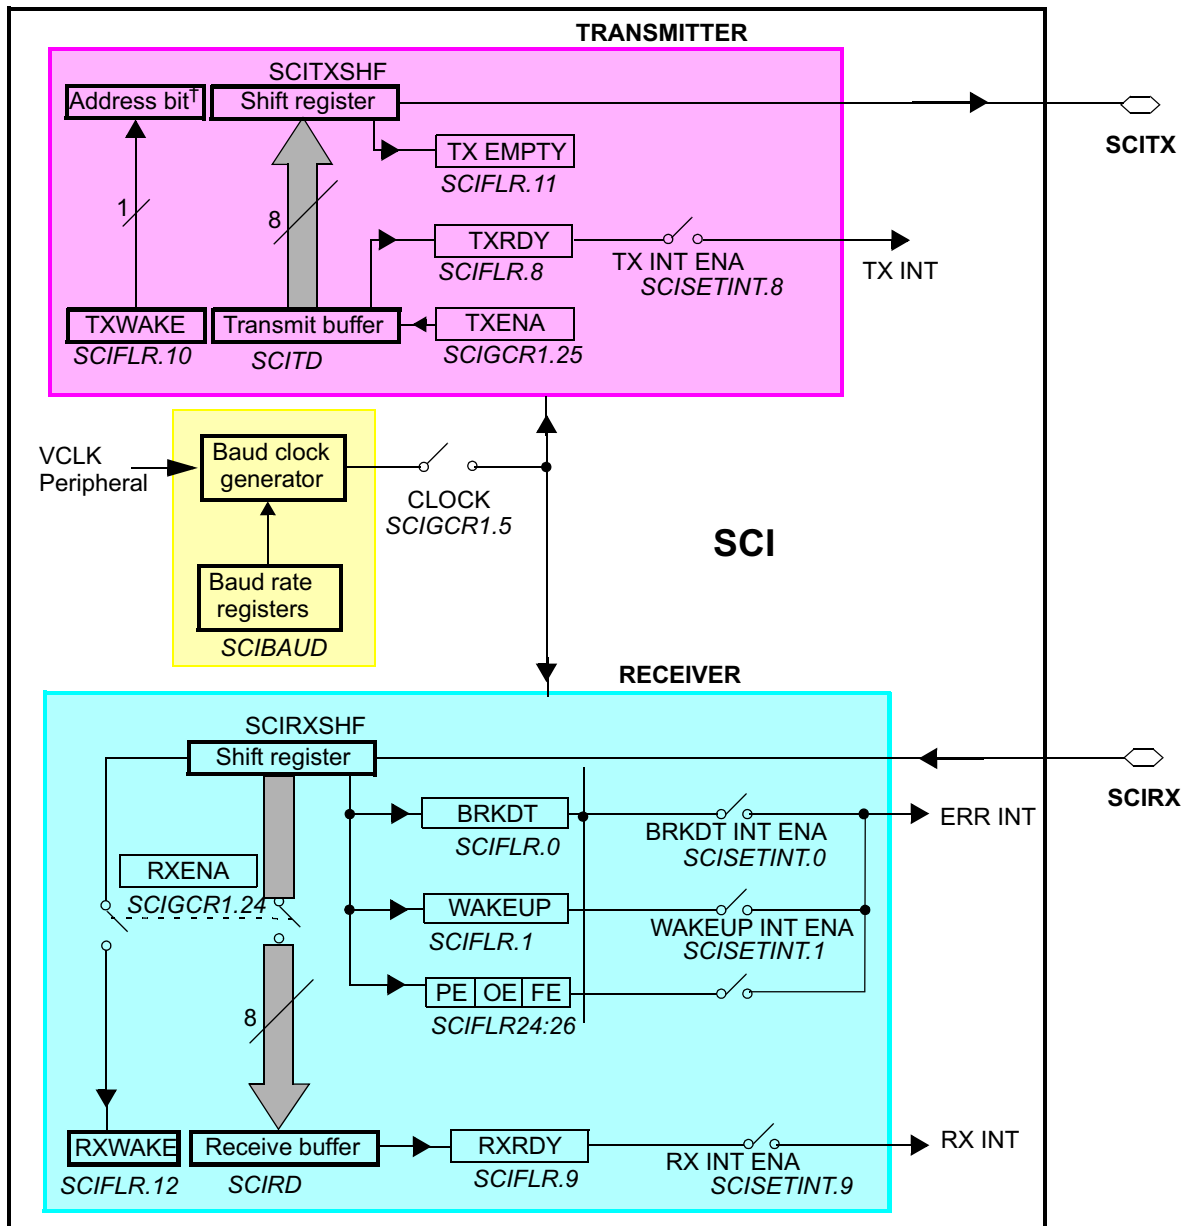 TRANSMITTER
SCITXSHF
Address bit†
Shift register
SCITX
TX EMPTY
SCIFLR.11
1
8
TXRDY
SCIFLR.8
TX INT ENA
SCISETINT.8
TX INT
TXWAKE
SCIFLR.10
Transmit buffer
SCITD
TXENA
SCIGCR1.25
VCLK
Peripheral
Baud clock
generator
CLOCK
SCIGCR1.5
SCI
Baud rate
registers
SCIBAUD
RECEIVER
SCIRXSHF
Shift register
SCIRX
BRKDT
SCIFLR.0
BRKDT INT ENA
SCISETINT.0
ERR INT
RXENA
SCIGCR1.24
WAKEUP
SCIFLR.1
WAKEUP INT ENA
SCISETINT.1
PE OE FE
SCIFLR24:26
8
RXWAKE
SCIFLR.12
Receive buffer
SCIRD
RXRDY
SCIFLR.9
RX INT ENA
SCISETINT.9
RX INT